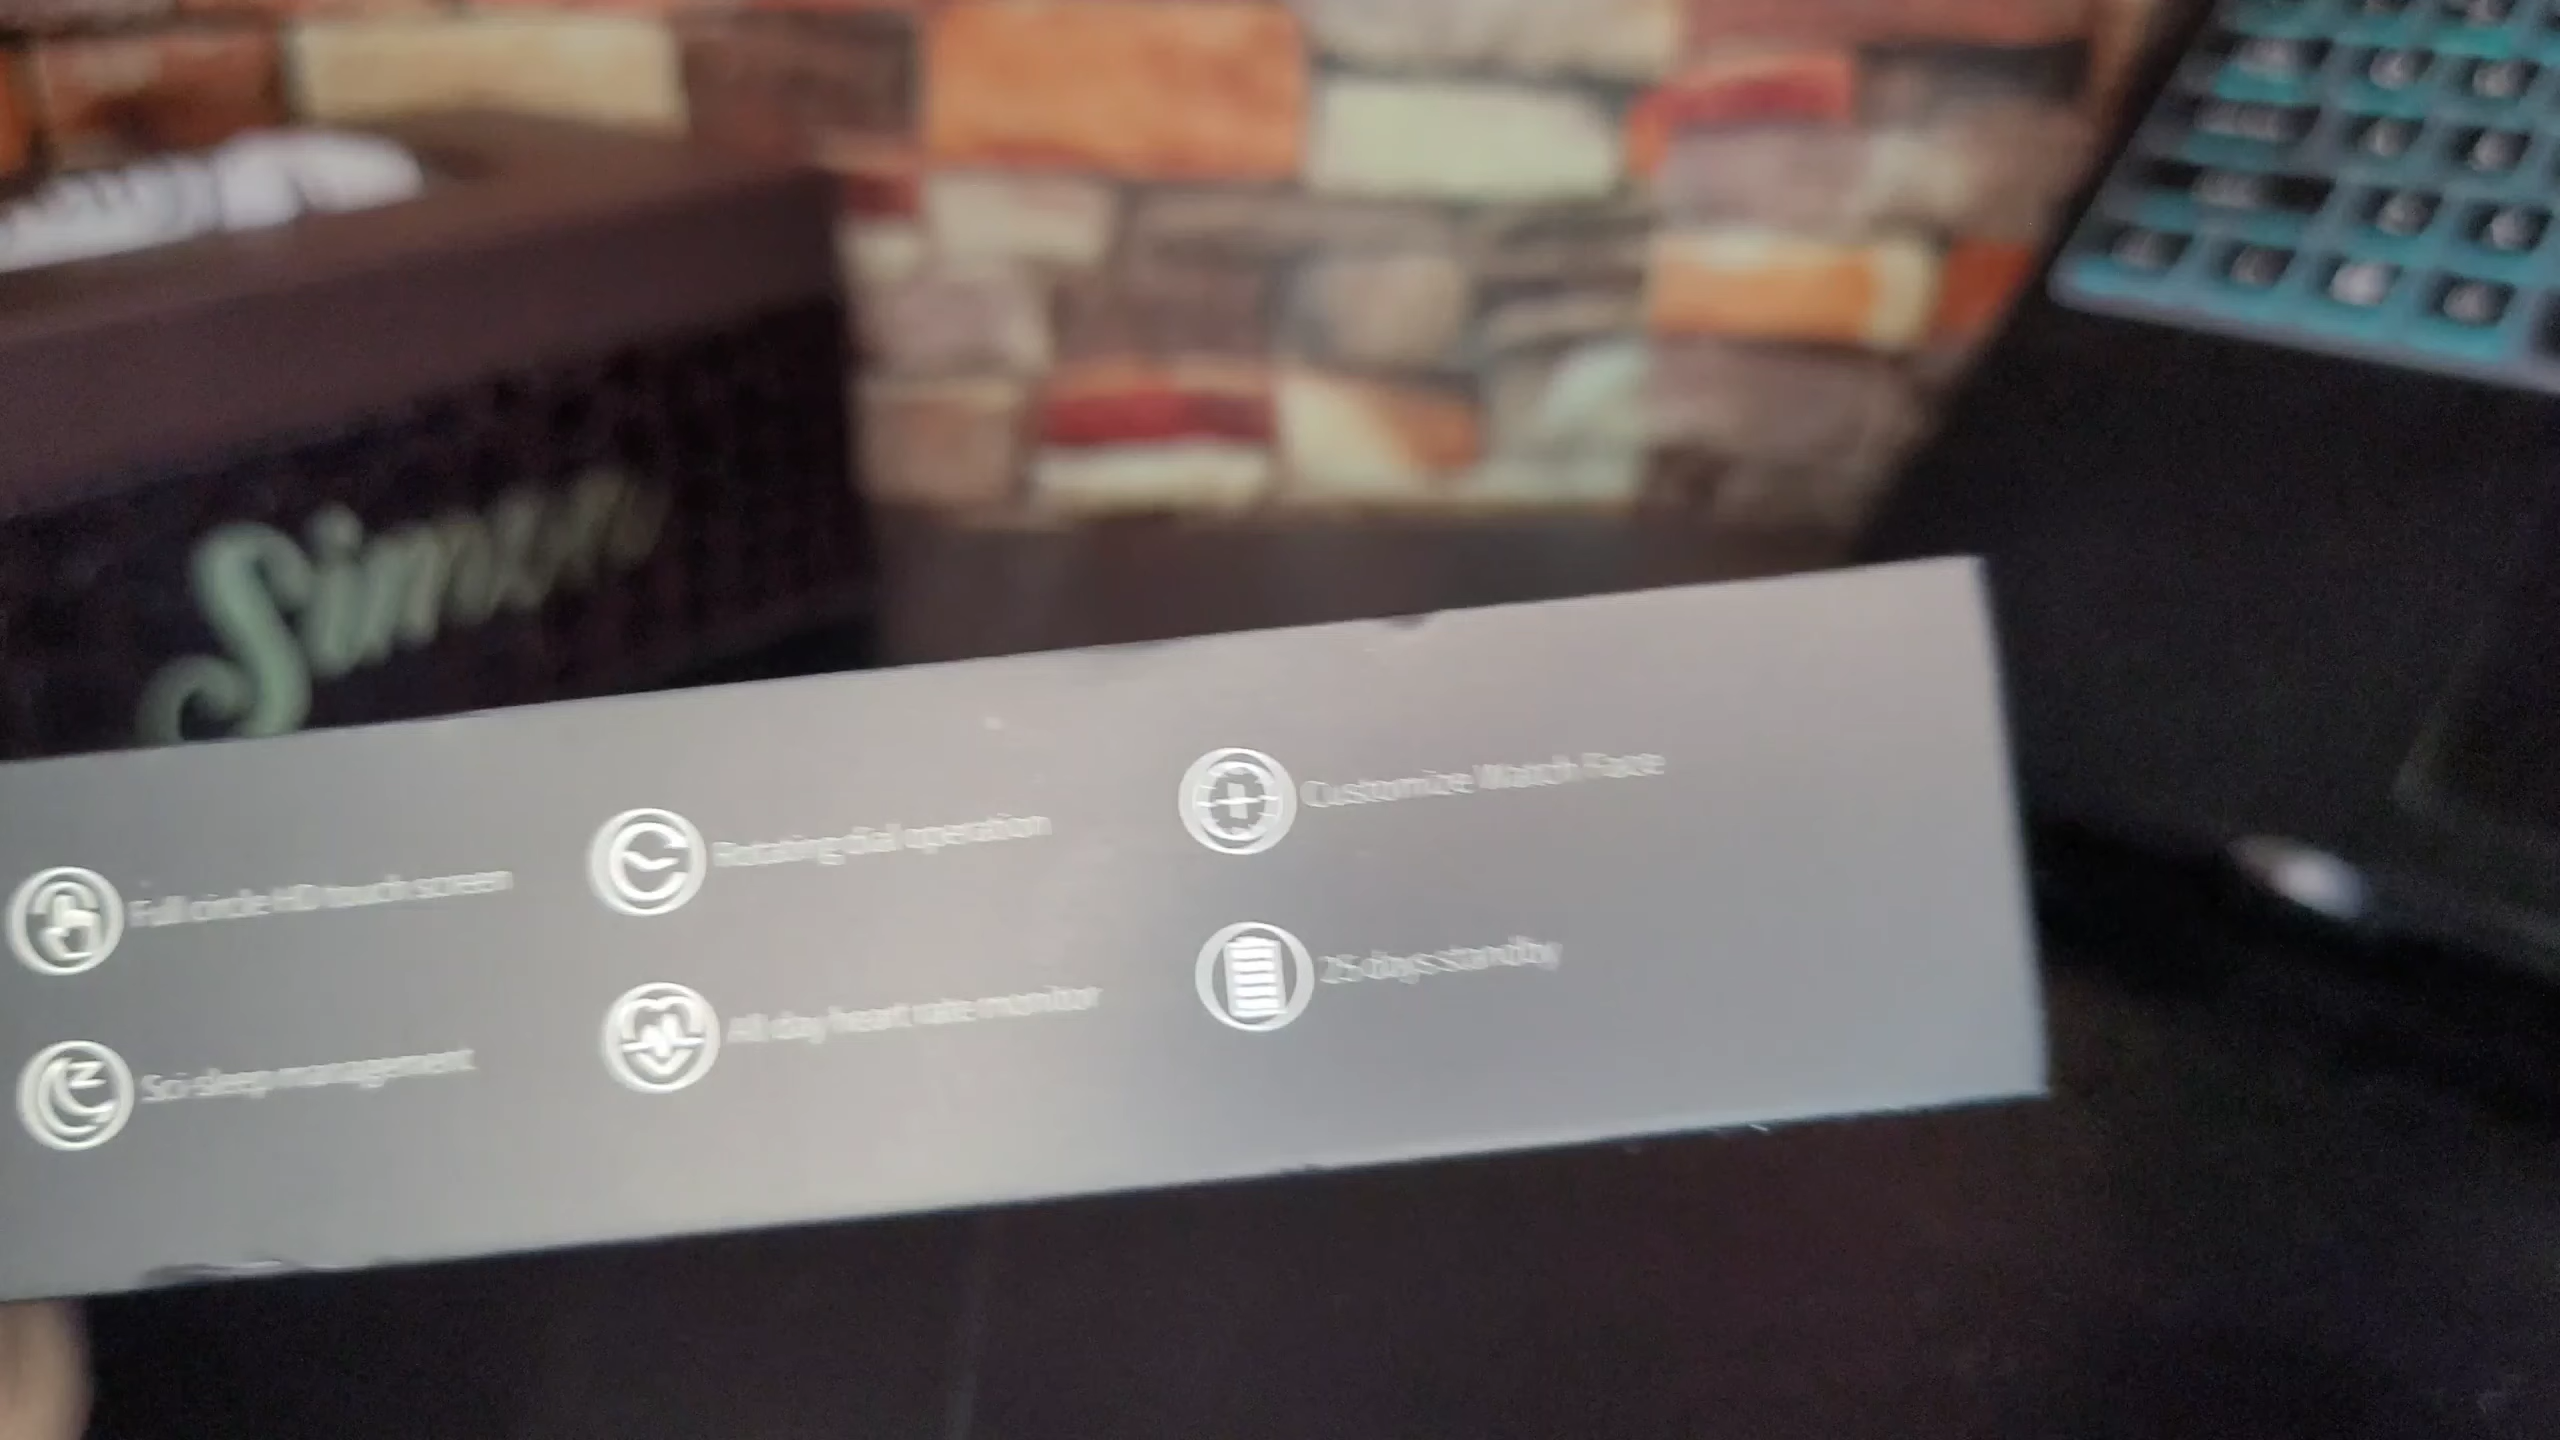 Simon
Full circle HD touch screen
Rotating dial operation
Customize Watch Face
Sci-sleep management
All day heart rate monitor
25 days standby